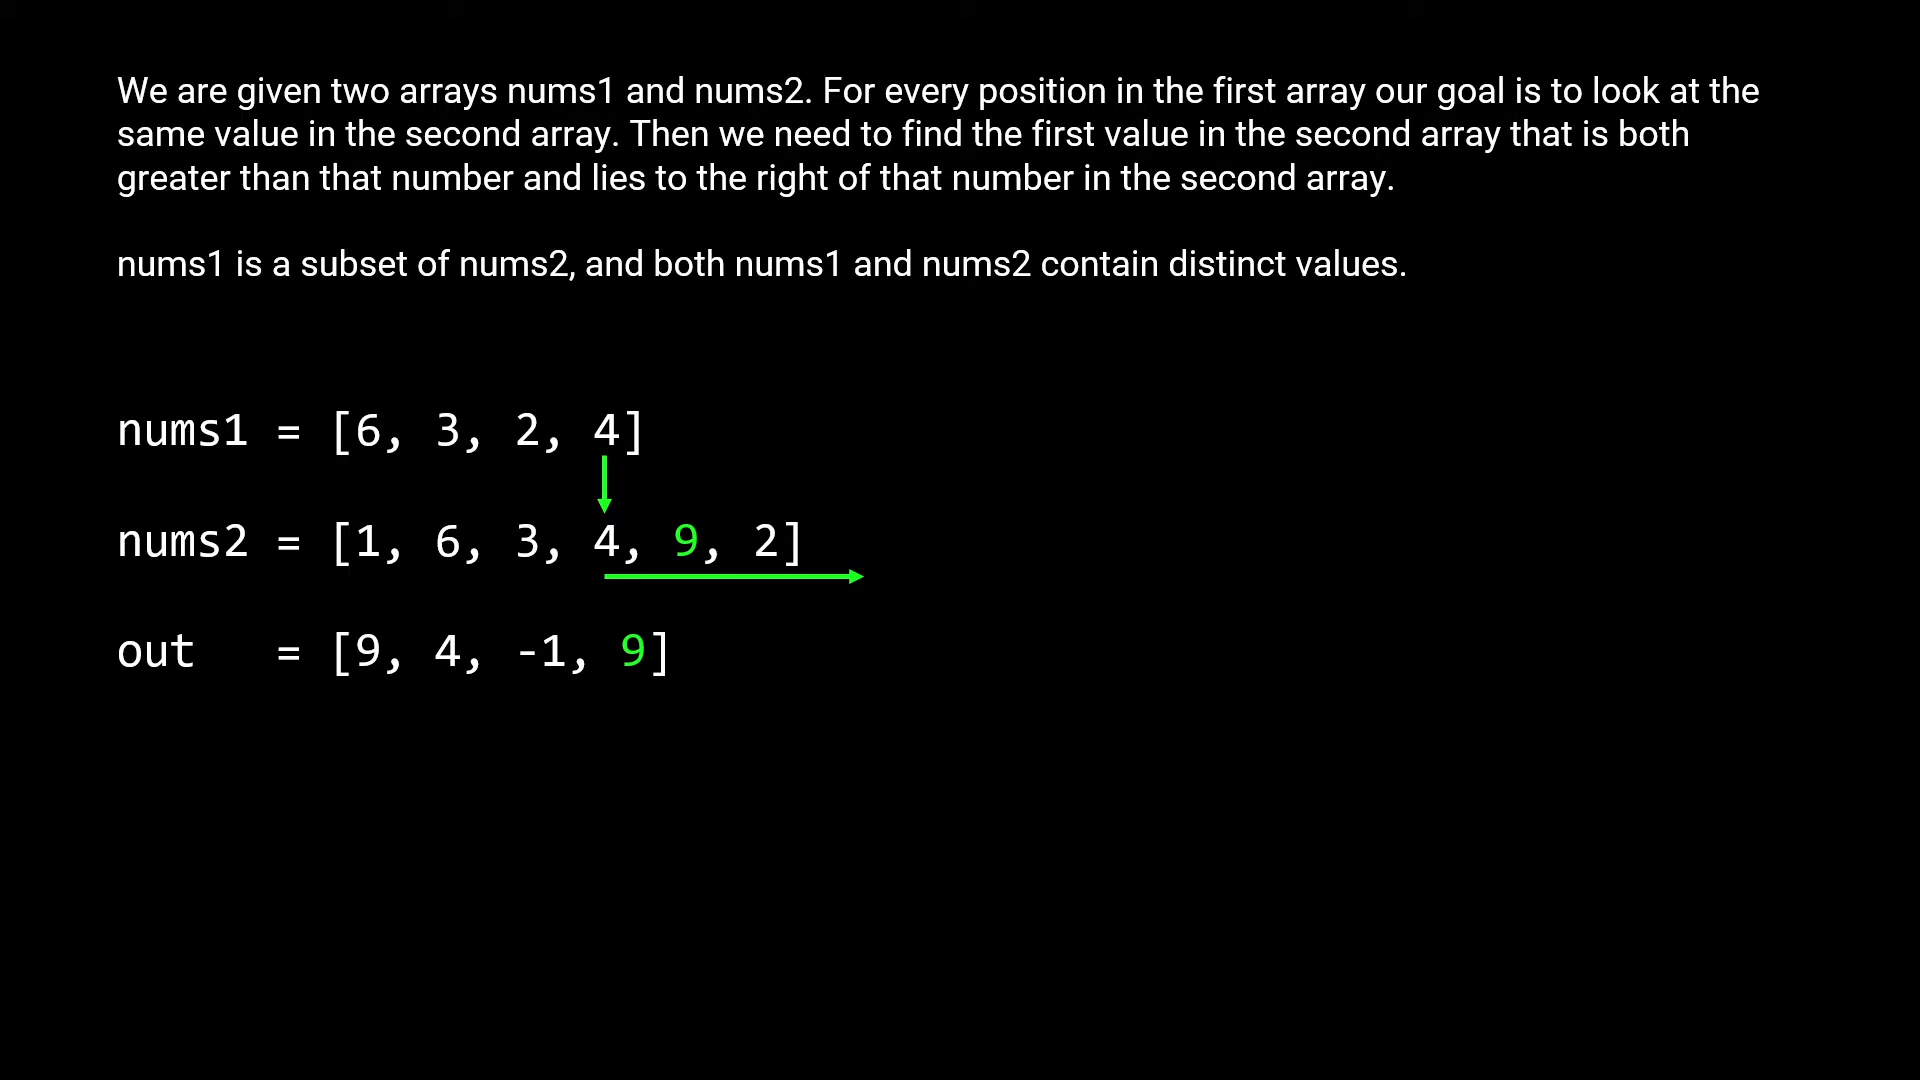 We are given two arrays nums1 and nums2. For every position in the first array our goal is to look at the
same value in the second array. Then we need to find the first value in the second array that is both
greater than that number and lies to the right of that number in the second array.
nums1 is a subset of nums2, and both nums1 and nums2 contain distinct values.
nums1 = [6, 3, 2, 4]
nums2 = [1, 6, 3, 4, 9, 2]
out = [9, 4, -1, 9]